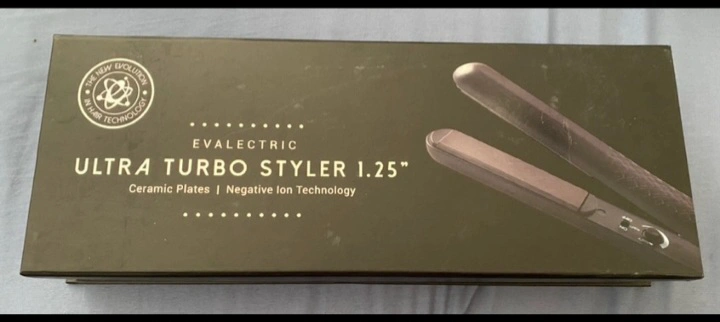 THE NEW EVOLUTION
IN HAIR TECHNOLOGY
EVALECTRIC
ULTRA TURBO STYLER 1.25"
Ceramic Plates | Negative Ion Technology